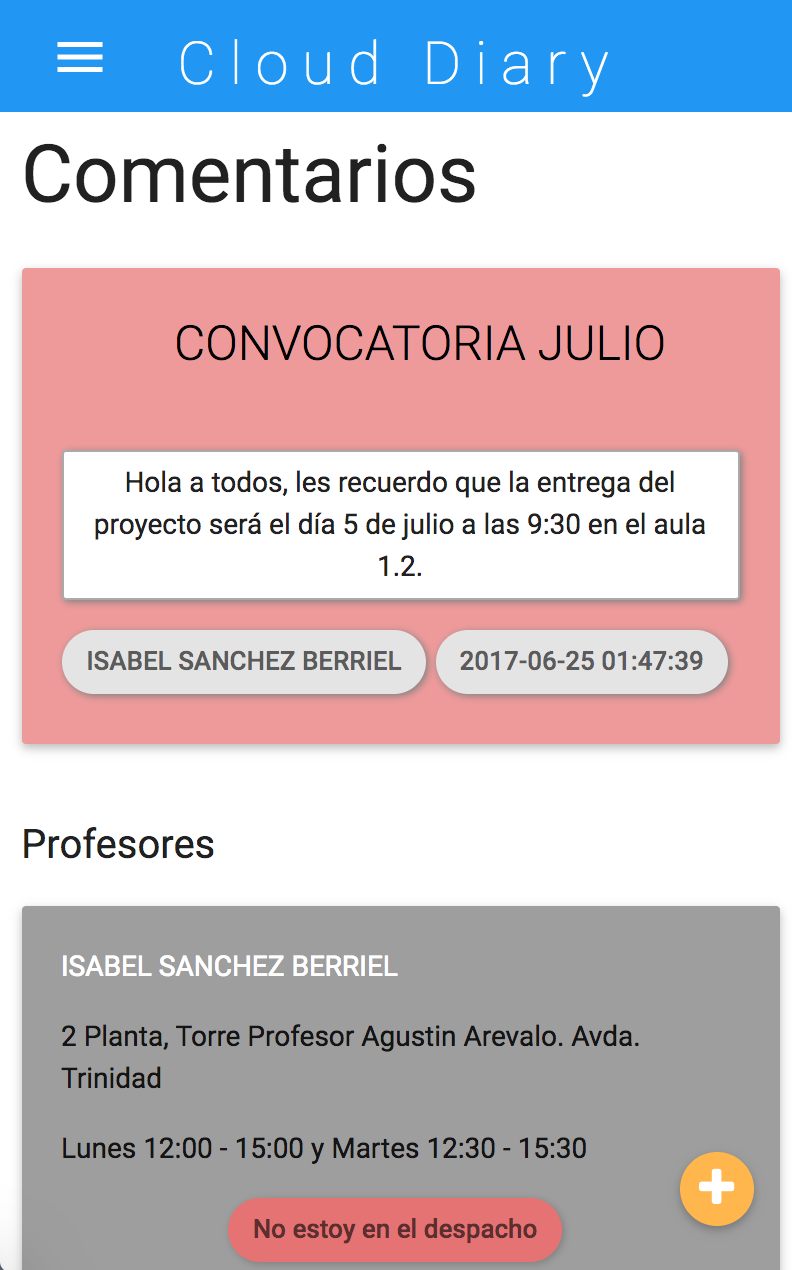 Cloud Diary
Comentarios
CONVOCATORIA JULIO
Hola a todos, les recuerdo que la entrega del
proyecto será el día 5 de julio a las 9:30 en el aula
1.2.
ISABEL SANCHEZ BERRIEL 2017-06-25 01:47:39
Profesores
ISABEL SANCHEZ BERRIEL
2 Planta, Torre Profesor Agustin Arevalo. Avda.
Trinidad
Lunes 12:00 - 15:00 y Martes 12:30 - 15:30
No estoy en el despacho